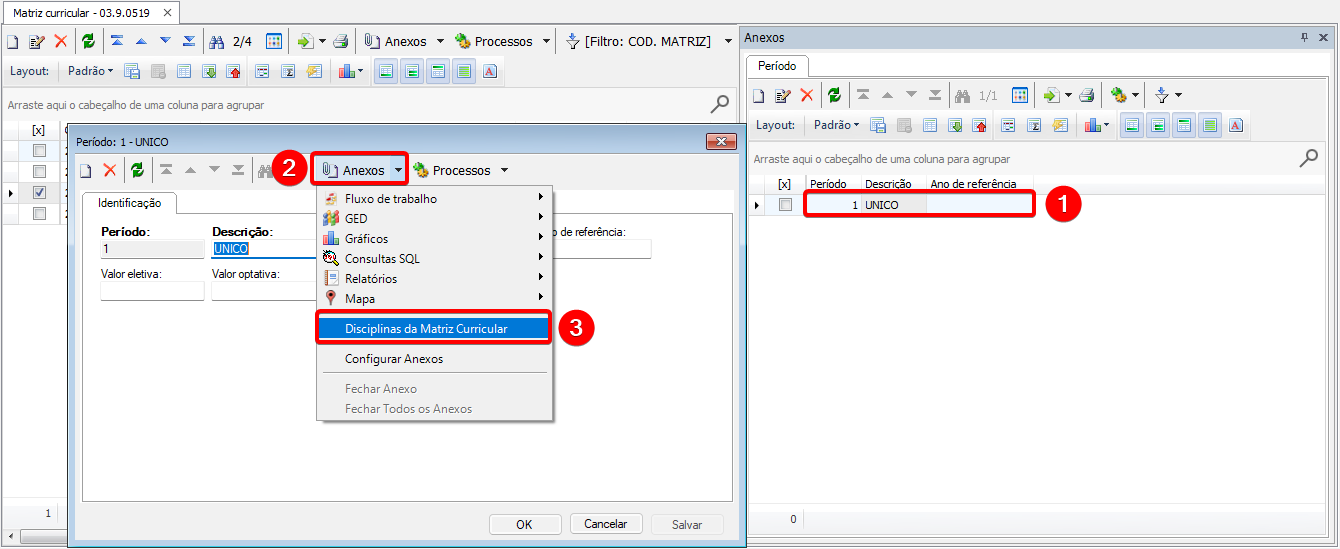 Matriz curricular - 03.9.0519
2/4
Anexos
Processos
[Filtro: COD. MATRIZ]
Layout:
Padrão
Arraste aqui o cabeçalho de uma coluna para agrupar
[x]
1
Período: 1 - UNICO
2
Anexos
Processos
Identificação
Período:
Descrição:
o de referência:
1
UNICO
Valor eletiva:
Valor optativa:
Fluxo de trabalho
GED
Gráficos
Consultas SQL
Relatórios
Mapa
Disciplinas da Matriz Curricular
3
Configurar Anexos
Fechar Anexo
Fechar Todos os Anexos
OK
Cancelar
Salvar
Anexos
Período
1/1
Layout:
Padrão
Arraste aqui o cabeçalho de uma coluna para agrupar
[x]
Período
Descrição
Ano de referência
1
UNICO
1
0